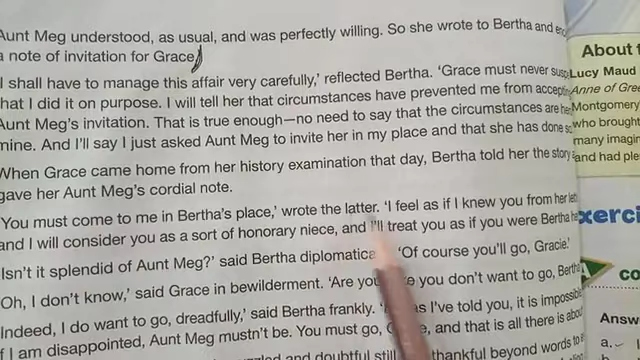 Aunt Meg understood, as usual, and was perfectly willing. So she wrote to Bertha and
a note of invitation for Grace.
I shall have to manage this affair very carefully,' reflected Bertha. 'Grace must never
hat I did it on purpose. I will tell her that circumstances have prevented me from
Aunt Meg's invitation. That is true enough—no need to say that the circumstances are
mine. And I'll say I just asked Aunt Meg to invite her in my place and that she has done
When Grace came home from her history examination that day, Bertha told her the story
gave her Aunt Meg's cordial note.
You must come to me in Bertha's place,' wrote the latter. 'I feel as if I knew you from her
and I will consider you as a sort of honorary niece, and I'll treat you as if you were Bertha
Isn't it splendid of Aunt Meg?' said Bertha diplomatica 'Of course you'll go, Gracie.'
Oh, I don't know,' said Grace in bewilderment. 'Are you you don't want to go, Bertha
Indeed, I do want to go, dreadfully,' said Bertha frankly. as I've told you, it is impossible
f I am disappointed, Aunt Meg mustn't be. You must go, and that is all there is about
and doubtful still thankful beyond words to
About t
Lucy Maud
Anne of Gre
Montgomery
who brought
many imagin
and had ple
xerci
co
Answ
a.
b.